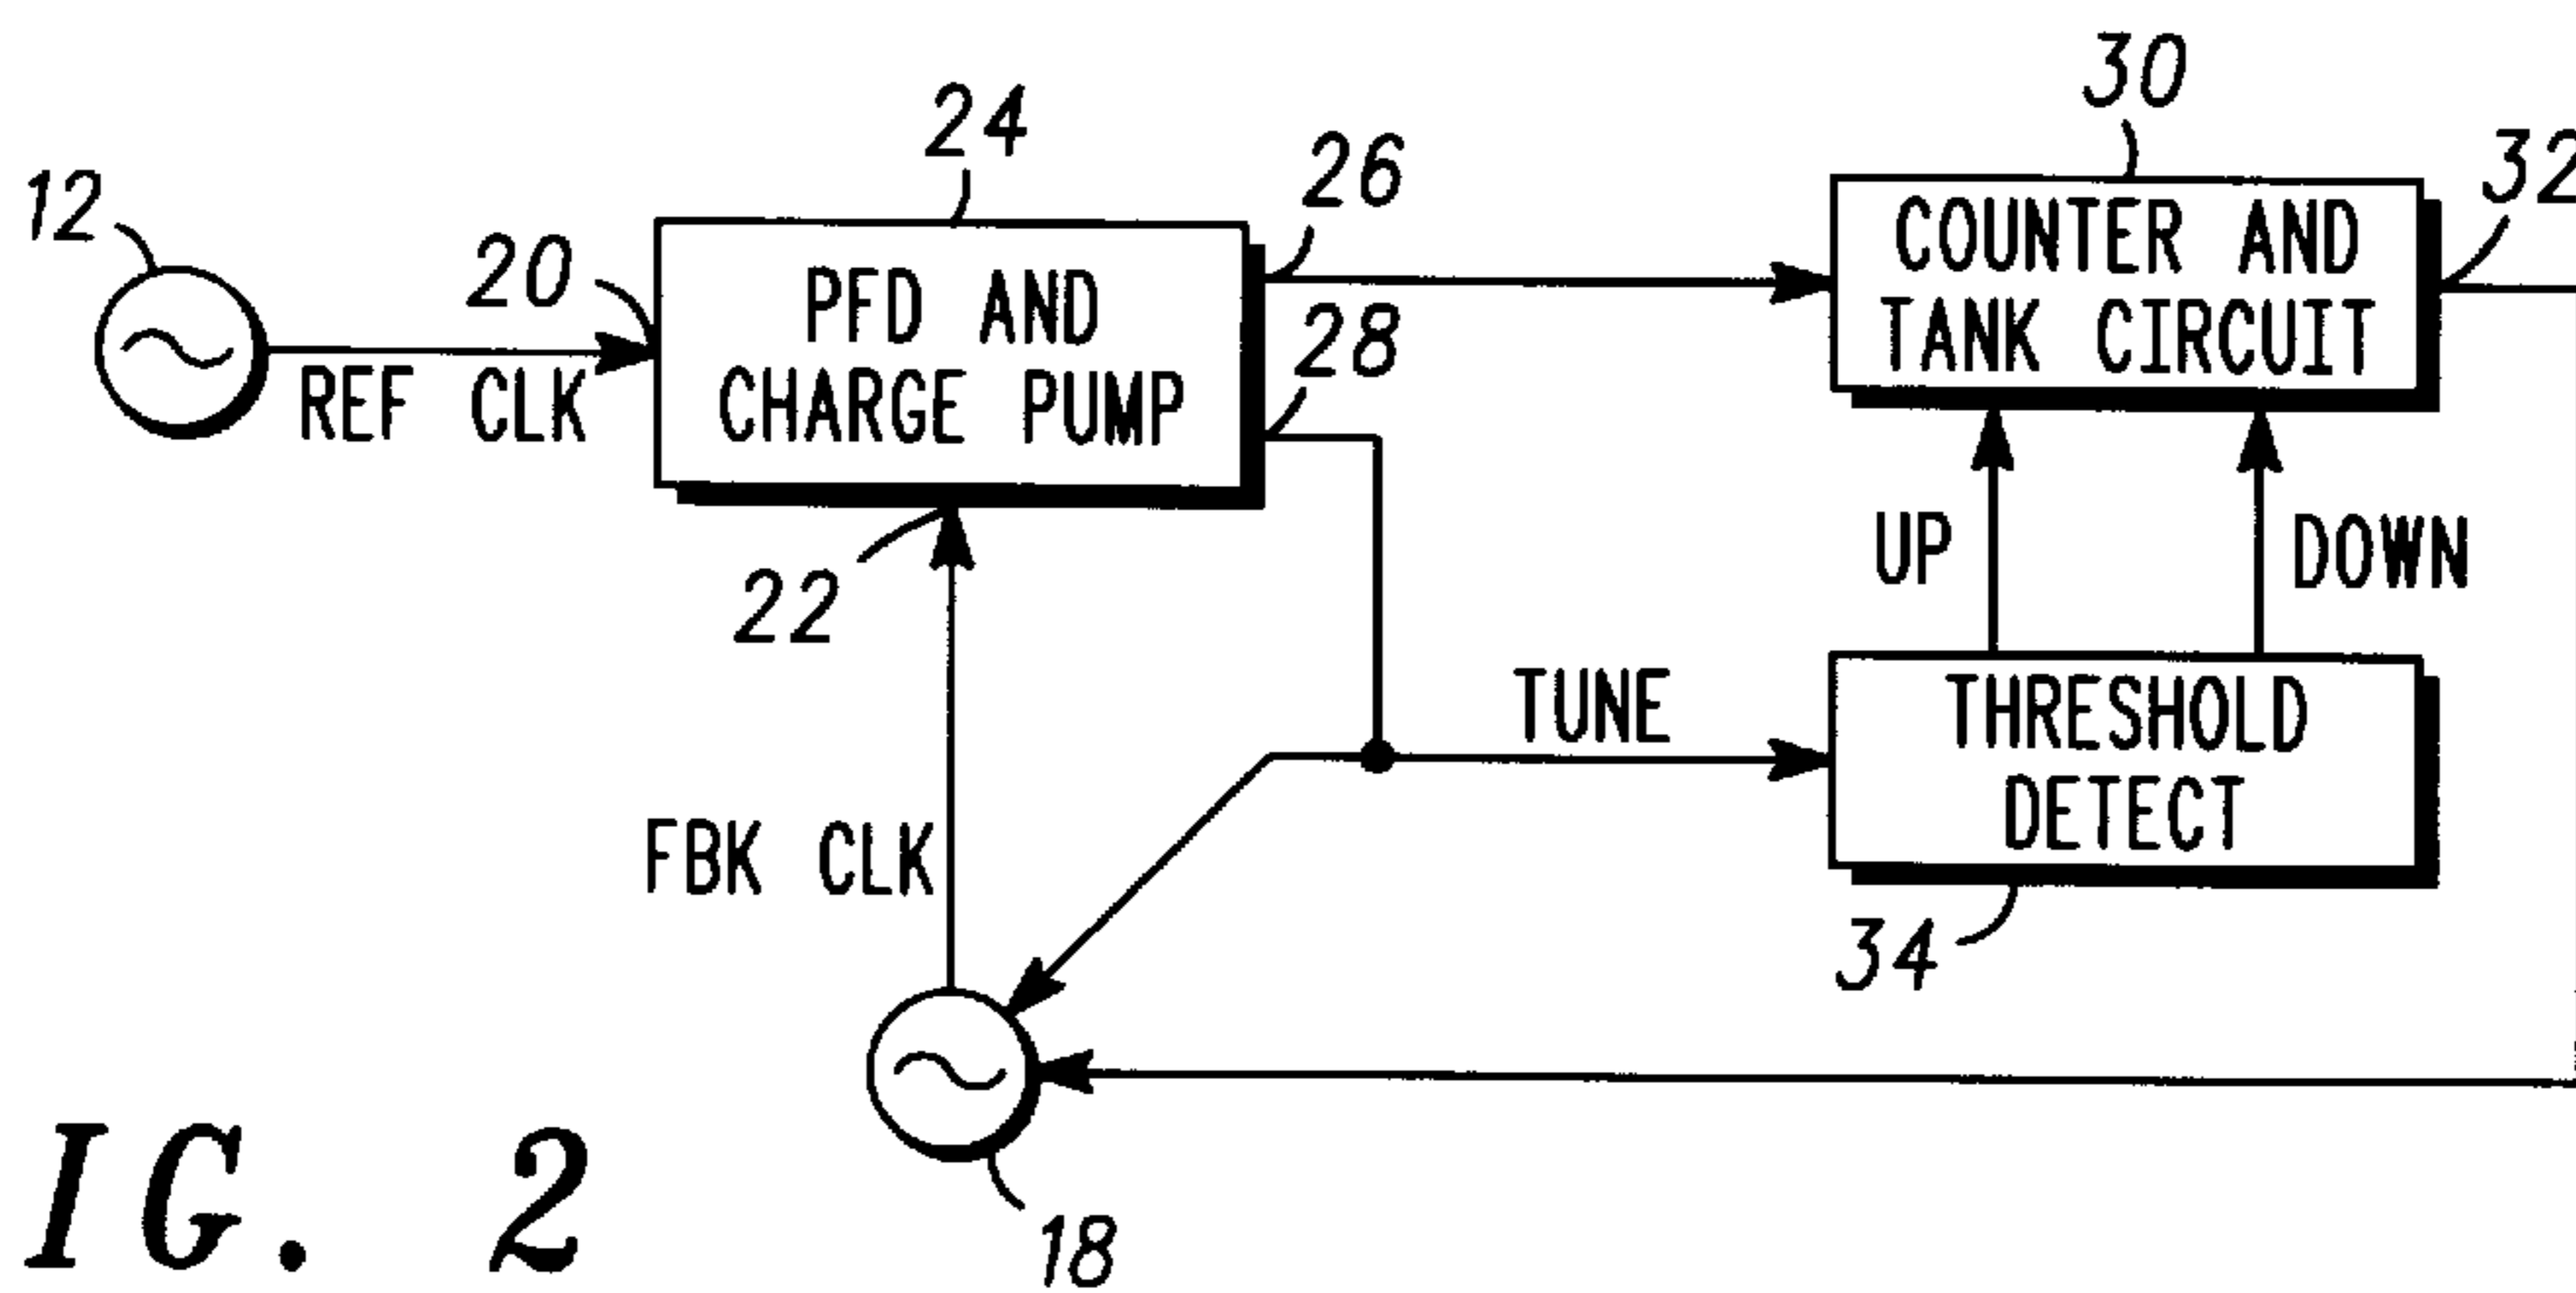 30
24
26
32
12
COUNTER AND
TANK CIRCUIT
20
PFD AND
CHARGE PUMP
28
REF CLK
UP
DOWN
22
TUNE
THRESHOLD
DETECT
FBK CLK
34
IG. 2
18